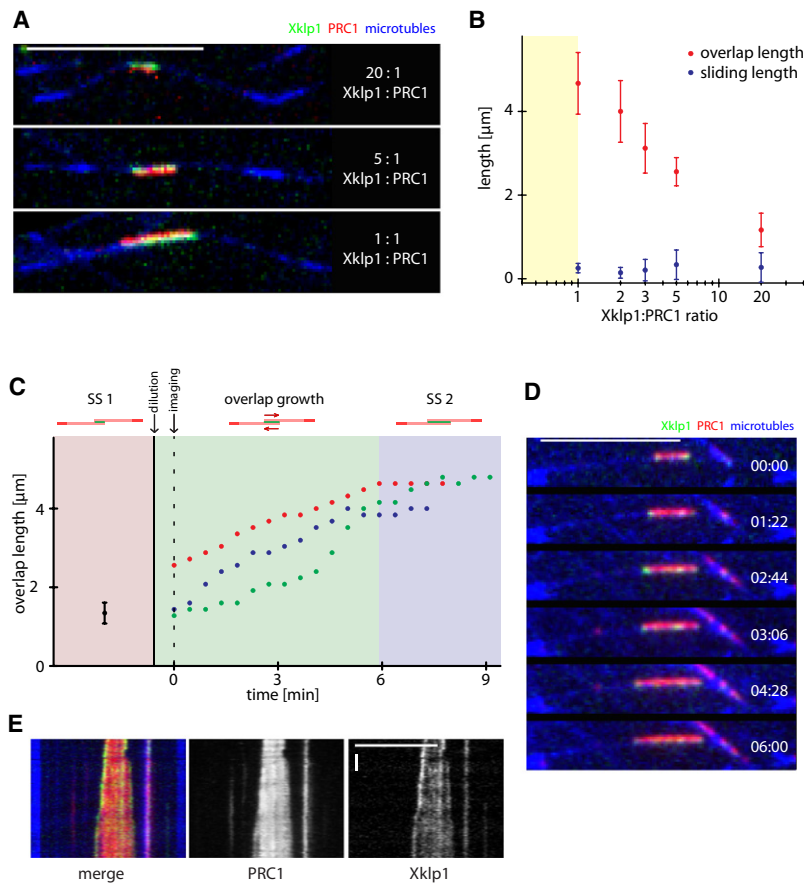 A
Xklp1 PRC1 microtubles
20 : 1
Xklp1 : PRC1
5 : 1
Xklp1 : PRC1
1 : 1
Xklp1 : PRC1
B
overlap length
sliding length
length [µm]
4
2
0
1 2 3 5 10 20
Xklp1:PRC1 ratio
C
SS 1
dilution
imaging
overlap growth
SS 2
overlap length [µm]
4
2
0
0 3 6 9
time [min]
D
Xklp1 PRC1 microtubles
00:00
01:22
02:44
03:06
04:28
06:00
E
merge PRC1 Xklp1